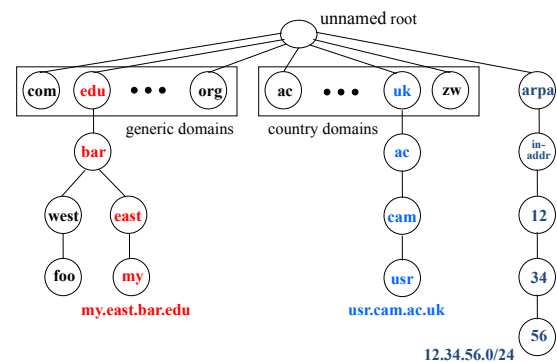 unnamed root
com edu • • • org ac • • • uk zw arpa
generic domains country domains
bar ac in-
addr
west east cam 12
foo my usr 34
my.east.bar.edu usr.cam.ac.uk
56
12.34.56.0/24